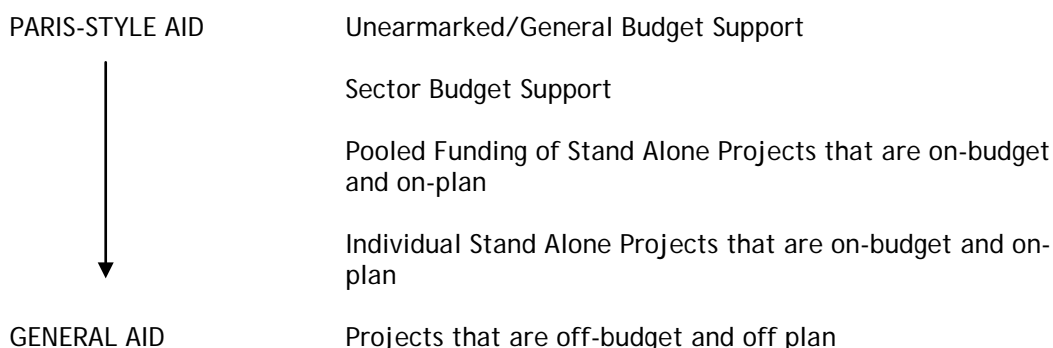 PARIS-STYLE AID Unearmarked/General Budget Support
Sector Budget Support
Pooled Funding of Stand Alone Projects that are on-budget
and on-plan
Individual Stand Alone Projects that are on-budget and on-
plan
GENERAL AID Projects that are off-budget and off plan